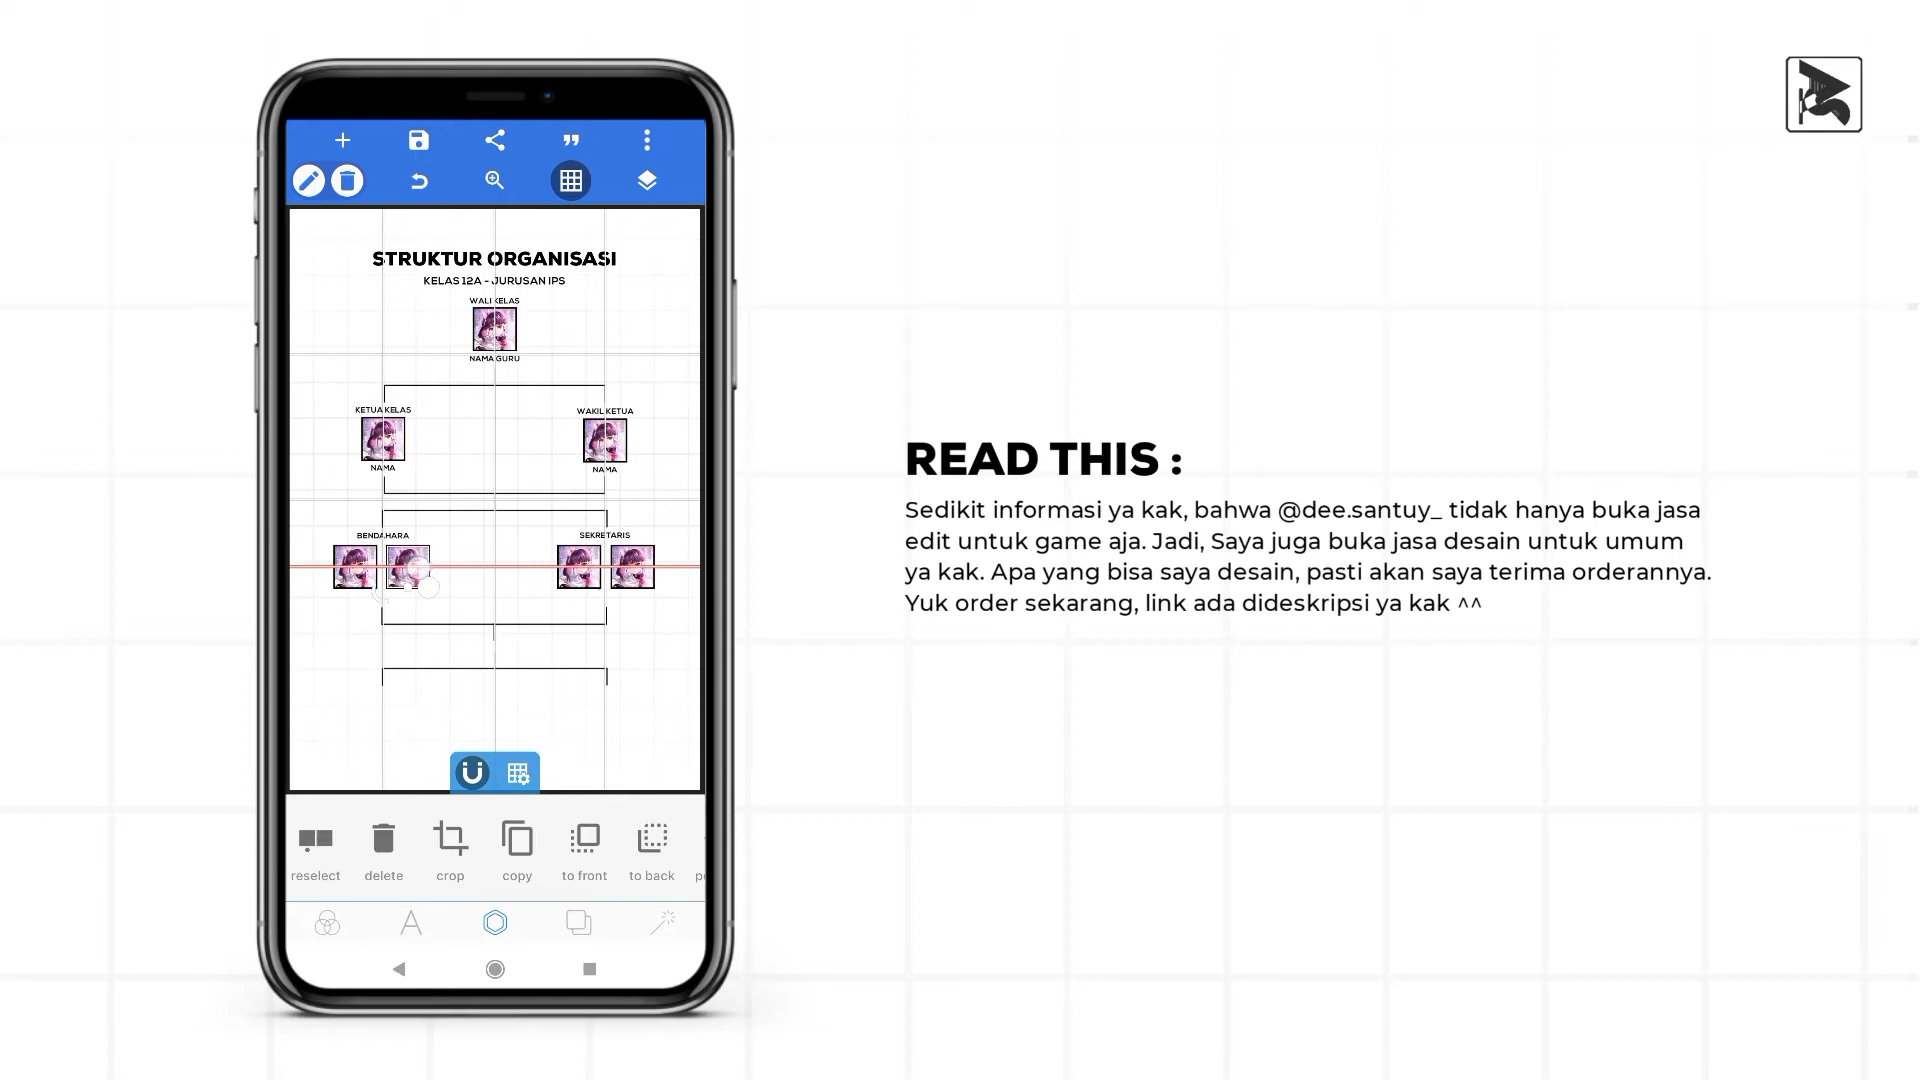 STRUKTUR ORGANISASI
KELAS 12A - JURUSAN IPS
WALI KELAS
NAMA GURU
KETUA KELAS
WAKIL KETUA
NAMA
NAMA
BENDAHARA
SEKRETARIS
reselect
delete
crop
copy
to front
to back
READ THIS :
Sedikit informasi ya kak, bahwa @dee.santuy_ tidak hanya buka jasa
edit untuk game aja. Jadi, Saya juga buka jasa desain untuk umum
ya kak. Apa yang bisa saya desain, pasti akan saya terima orderannya.
Yuk order sekarang, link ada dideskripsi ya kak ^^